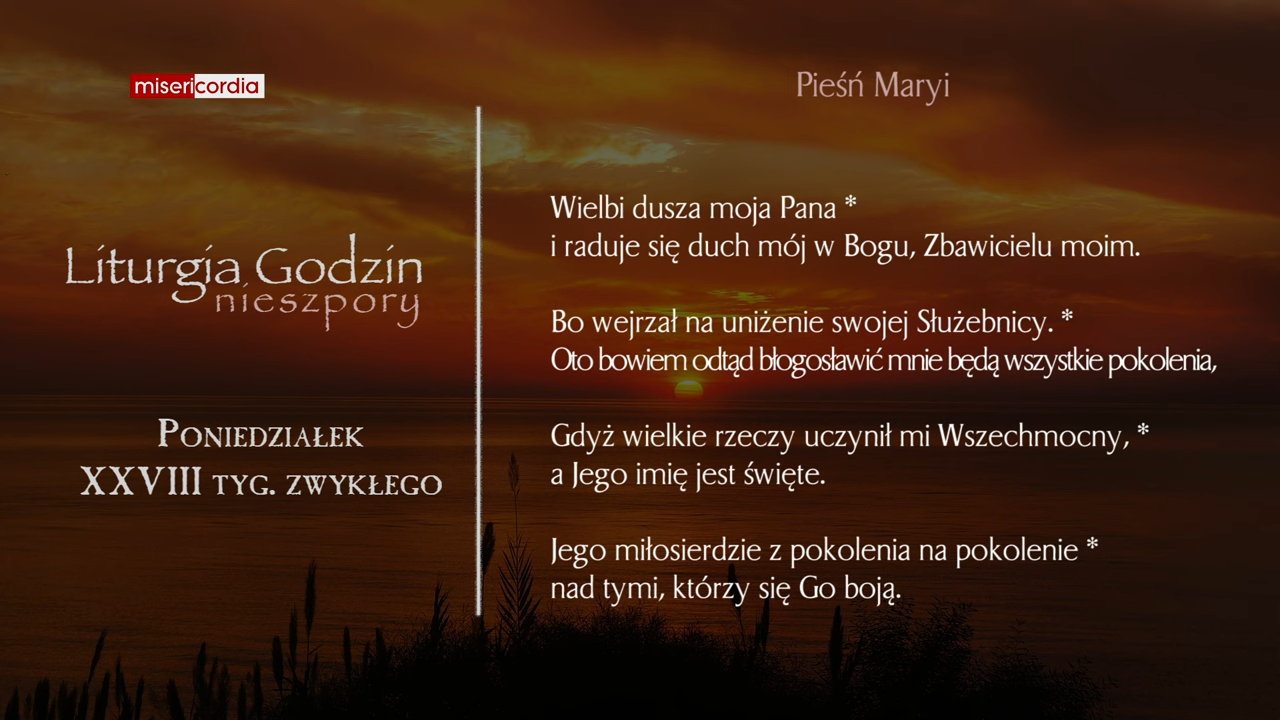 misericordia
Liturgia Godzin
nieszpory
Poniedziałek
XXVIII tyg. zwykłego
Pieśń Maryi
Wielbi dusza moja Pana *
i raduje się duch mój w Bogu, Zbawicielu moim.
Bo wejrzał na uniżenie swojej Służebnicy. *
Oto bowiem odtąd błogosławić mnie będą wszystkie pokolenia,
Gdyż wielkie rzeczy uczynił mi Wszechmocny, *
a Jego imię jest święte.
Jego miłosierdzie z pokolenia na pokolenie *
nad tymi, którzy się Go boją.